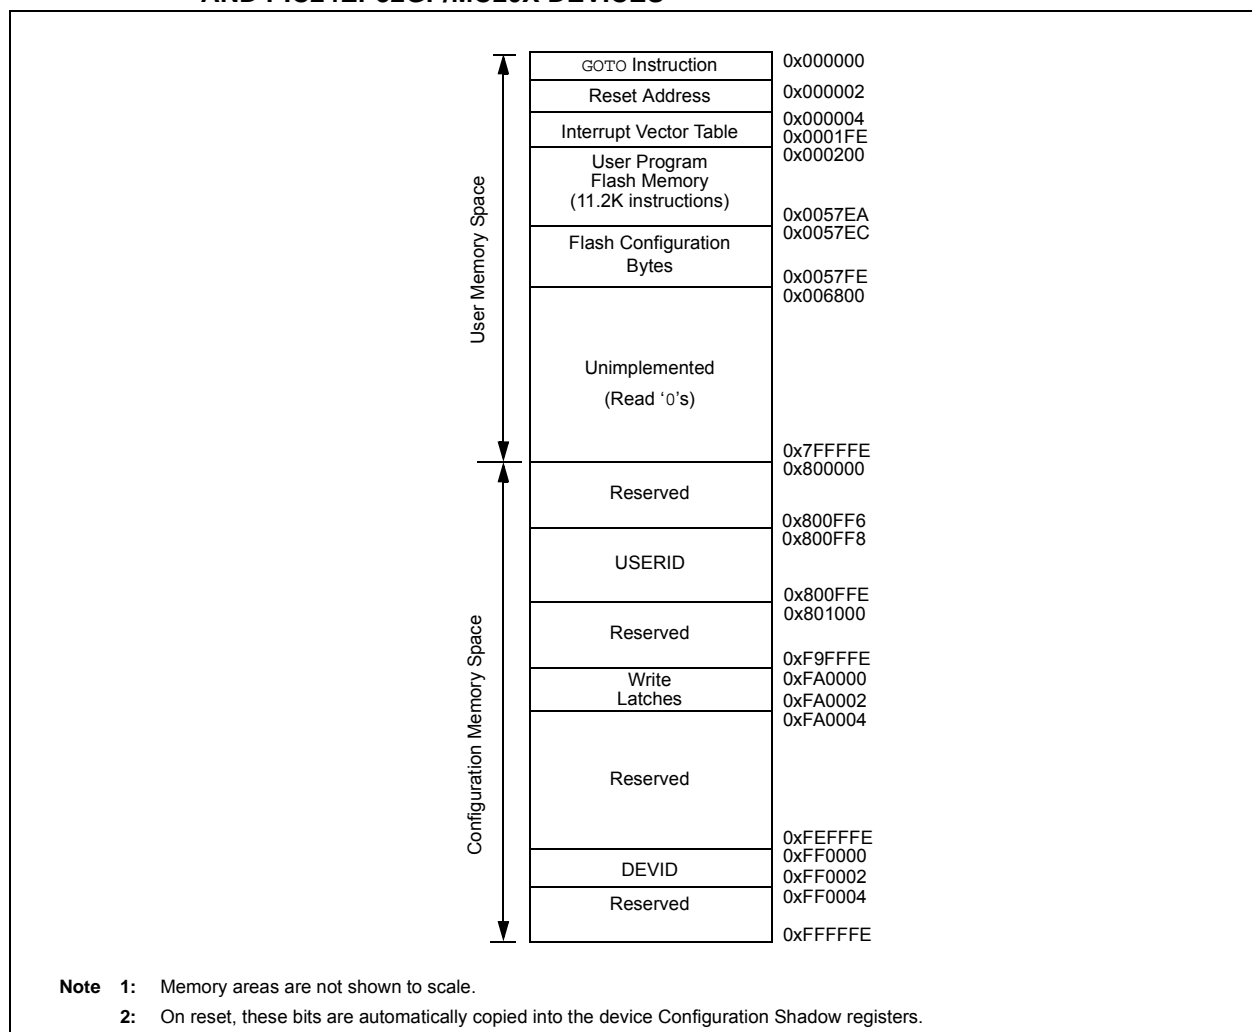 GOTO Instruction
0x000000
Reset Address
0x000002
Interrupt Vector Table
0x000004
0x0001FE
User Program
Flash Memory
(11.2K instructions)
0x000200
0x0057EA
Flash Configuration
Bytes
0x0057EC
0x0057FE
Unimplemented
(Read ‘0’s)
0x006800
0x7FFFFE
User Memory Space
Reserved
0x800000
0x800FF6
USERID
0x800FF8
0x800FFE
Reserved
0x801000
0xF9FFFE
Write
Latches
0xFA0000
0xFA0002
Reserved
0xFA0004
0xFEFFFE
DEVID
0xFF0000
0xFF0002
Reserved
0xFF0004
0xFFFFFE
Configuration Memory Space
Note 1: Memory areas are not shown to scale.
2: On reset, these bits are automatically copied into the device Configuration Shadow registers.